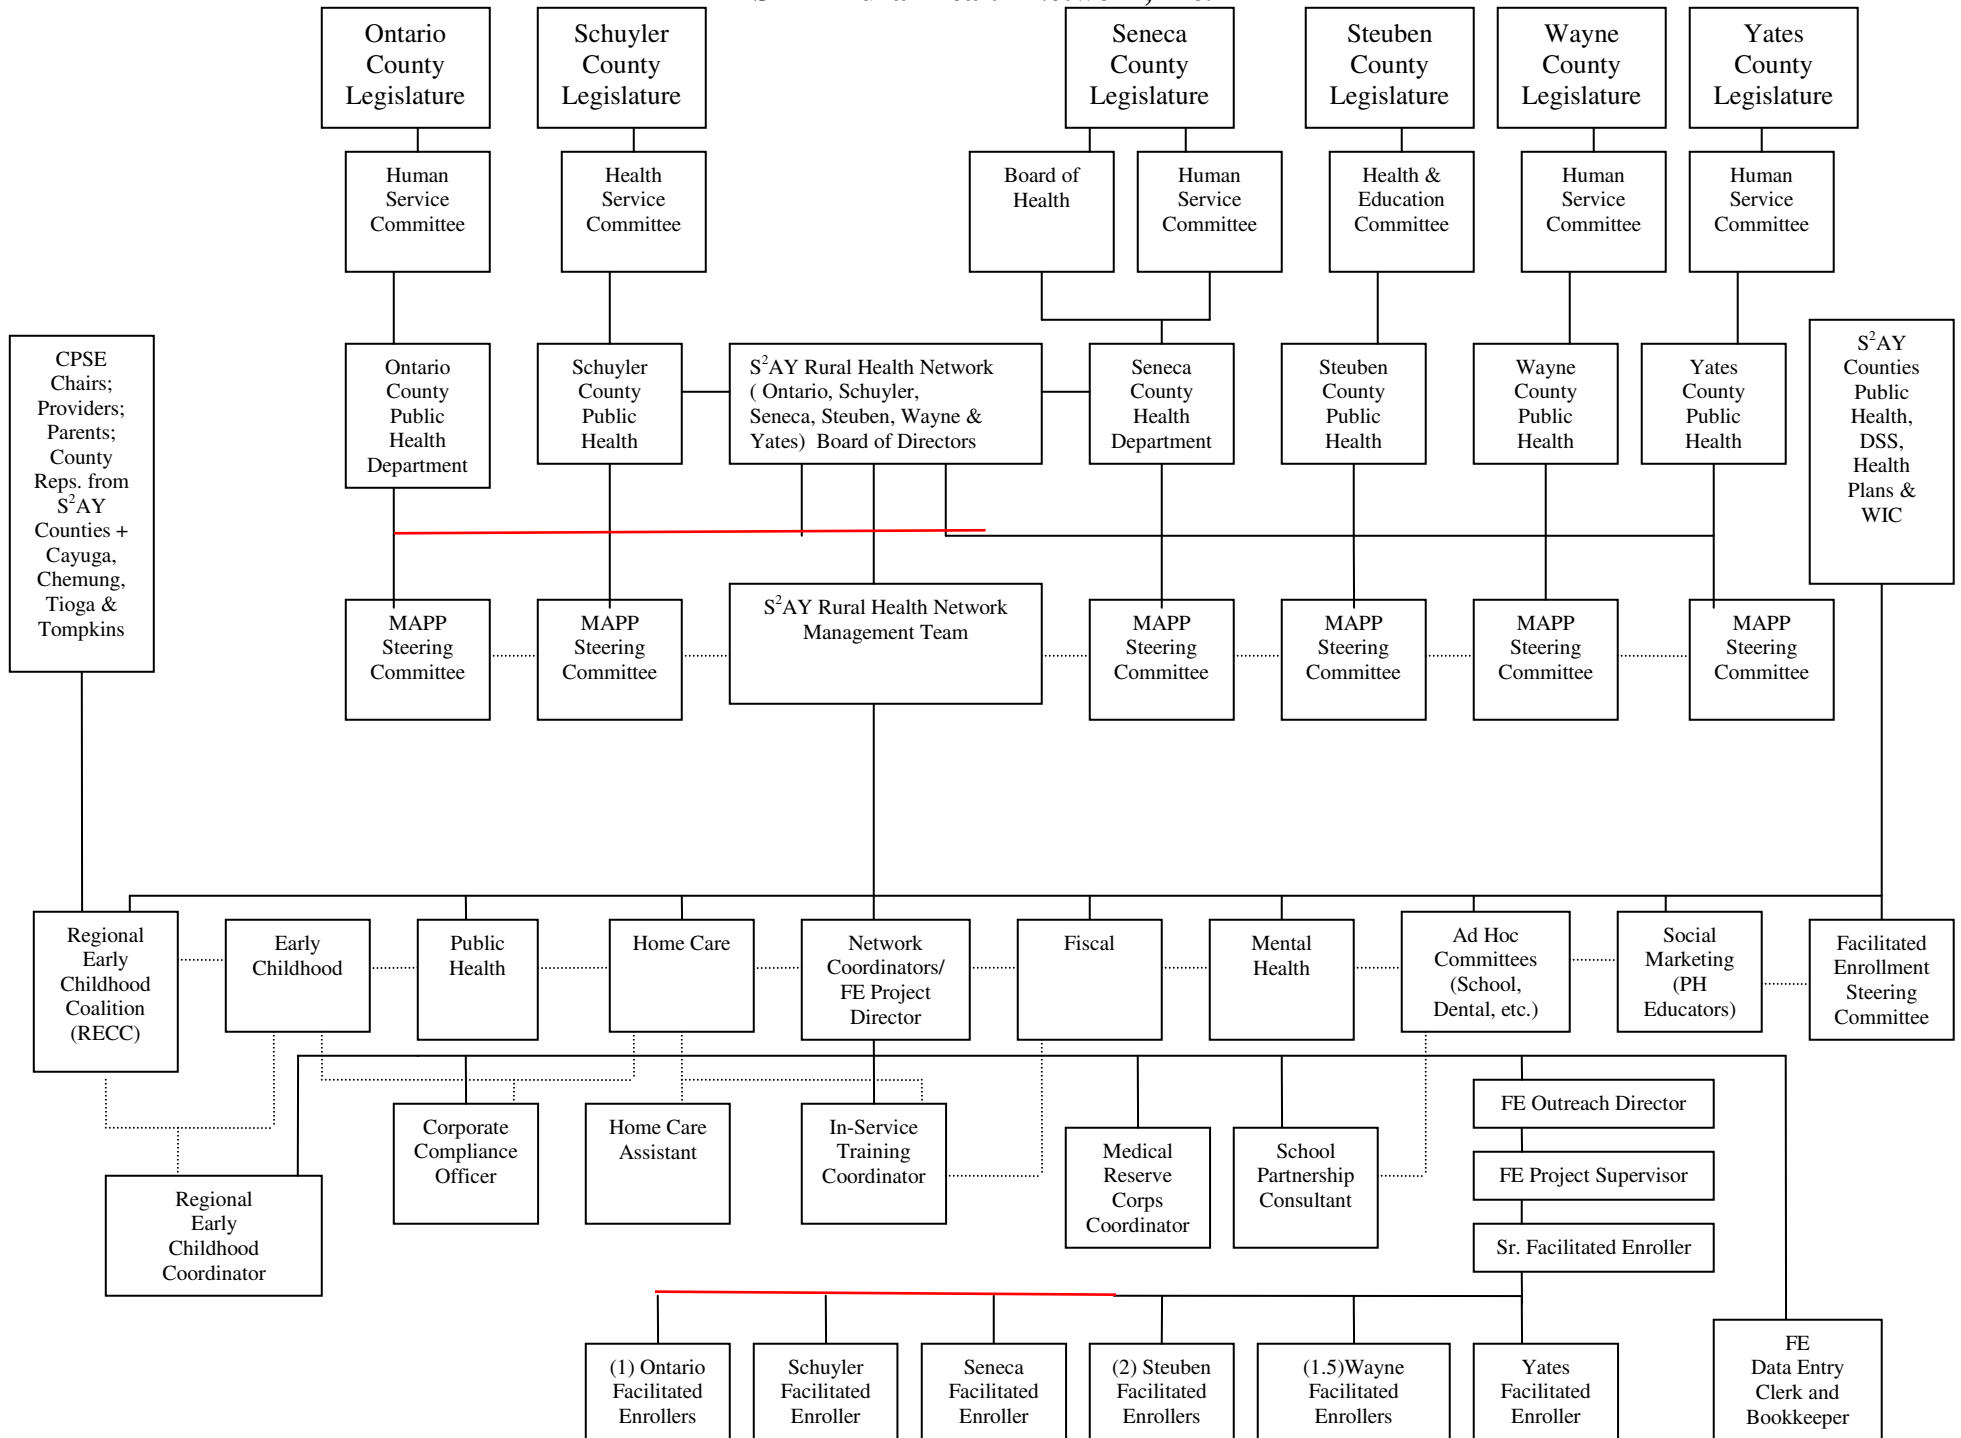 Ontario
County
Legislature
Schuyler
County
Legislature
Seneca
County
Legislature
Steuben
County
Legislature
Wayne
County
Legislature
Yates
County
Legislature
Human
Service
Committee
Health
Service
Committee
Board of
Health
Human
Service
Committee
Health &
Education
Committee
Human
Service
Committee
Human
Service
Committee
CPSE
Chairs;
Providers;
Parents;
County
Reps. from
S²AY
Counties +
Cayuga,
Chemung,
Tioga &
Tompkins
Ontario
County
Public
Health
Department
Schuyler
County
Public
Health
S²AY Rural Health Network
( Ontario, Schuyler,
Seneca, Steuben, Wayne &
Yates) Board of Directors
Seneca
County
Health
Department
Steuben
County
Public
Health
Wayne
County
Public
Health
Yates
County
Public
Health
S²AY
Counties
Public
Health,
DSS,
Health
Plans &
WIC
MAPP
Steering
Committee
MAPP
Steering
Committee
S²AY Rural Health Network
Management Team
MAPP
Steering
Committee
MAPP
Steering
Committee
MAPP
Steering
Committee
MAPP
Steering
Committee
Regional
Early
Childhood
Coalition
(RECC)
Early
Childhood
Public
Health
Home Care
Network
Coordinators/
FE Project
Director
Fiscal
Mental
Health
Ad Hoc
Committees
(School,
Dental, etc.)
Social
Marketing
(PH
Educators)
Facilitated
Enrollment
Steering
Committee
Regional
Early
Childhood
Coordinator
Corporate
Compliance
Officer
Home Care
Assistant
In-Service
Training
Coordinator
Medical
Reserve
Corps
Coordinator
School
Partnership
Consultant
FE Outreach Director
FE Project Supervisor
Sr. Facilitated Enroller
(1) Ontario
Facilitated
Enrollers
Schuyler
Facilitated
Enroller
Seneca
Facilitated
Enroller
(2) Steuben
Facilitated
Enrollers
(1.5)Wayne
Facilitated
Enrollers
Yates
Facilitated
Enroller
FE
Data Entry
Clerk and
Bookkeeper